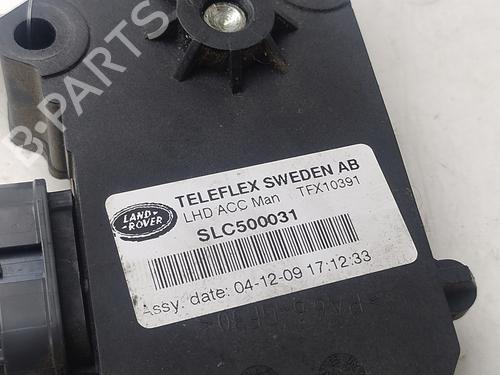 B-PARTS
LAND-
ROVER
TELEFLEX SWEDEN AB
LHD ACC Man TFX10391
SLC500031
Assy. date: 04-12-09 17:12:33